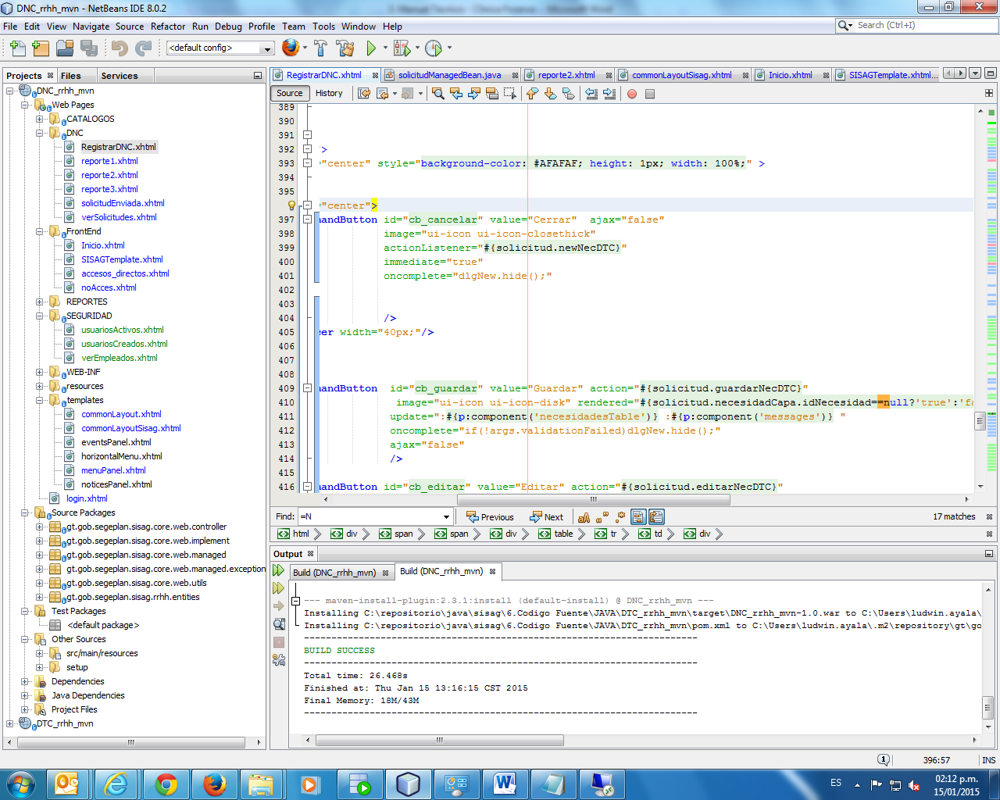 DNC_rrhh_mvn - NetBeans IDE 8.0.2
File Edit View Navigate Source Refactor Run Debug Profile Team Tools Window Help
Search (Ctrl+I)
<default config>
Projects Files Services
DNC_rrhh_mvn
Web Pages
CATALOGOS
DNC
RegistrarDNC.xhtml
reporte1.xhtml
reporte2.xhtml
reporte3.xhtml
solicitudEnviada.xhtml
verSolicitudes.xhtml
FrontEnd
Inicio.xhtml
SISAGTemplate.xhtml
accesos_directos.xhtml
noAcces.xhtml
REPORTES
SEGURIDAD
usuariosActivos.xhtml
usuariosCreados.xhtml
verEmpleados.xhtml
WEB-INF
resources
templates
commonLayout.xhtml
commonLayoutSisag.xhtml
eventsPanel.xhtml
horizontalMenu.xhtml
menuPanel.xhtml
noticesPanel.xhtml
login.xhtml
Source Packages
gt.gob.segeplan.sisag.core.web.controller
gt.gob.segeplan.sisag.core.web.implement
gt.gob.segeplan.sisag.core.web.managed
gt.gob.segeplan.sisag.core.web.managed.exception
gt.gob.segeplan.sisag.core.web.utils
gt.gob.segeplan.sisag.rrhh.entities
Test Packages
<default package>
Other Sources
src/main/resources
setup
Dependencies
Java Dependencies
Project Files
DTC_rrhh_mvn
RegistrarDNC.xhtml solicitudManagedBean.java reporte2.xhtml commonLayoutSisag.xhtml Inicio.xhtml SISAGTemplate.xhtml...
Source History
389
390
391
392 >
393 ="center" style="background-color: #AFAFAF; height: 1px; width: 100%;" >
394
395
="center">
397 mandButton id="cb_cancelar" value="Cerrar" ajax="false"
398 image="ui-icon ui-icon-closethick"
399 actionListener="#{solicitud.newNecDTC}"
400 immediate="true"
401 oncomplete="dlgNew.hide();"
402
403
404 />
405 cer width="40px;"/>
406
407
408
409 mandButton id="cb_guardar" value="Guardar" action="#{solicitud.guardarNecDTC}"
410 image="ui-icon ui-icon-disk" rendered="#{solicitud.necesidadCapa.idNecesidad==null?'true':'fa
411 update=":#{p:component('necesidadesTable')} :#{p:component('messages')} "
412 oncomplete="if(!args.validationFailed)dlgNew.hide();"
413 ajax="false"
414 />
415
416 mandButton id="cb_editar" value="Editar" action="#{solicitud.editarNecDTC}"
Find: =N Previous Next 17 matches
html div span span div table tr td div
Output
Build (DNC_rrhh_mvn) Build (DNC_rrhh_mvn)
--- maven-install-plugin:2.3.1:install (default-install) @ DNC_rrhh_mvn ---
Installing C:\repositorio\java\sisag\6.Codigo Fuente\JAVA\DTC_rrhh_mvn\target\DNC_rrhh_mvn-1.0.war to C:\Users\ludwin.ayala\
Installing C:\repositorio\java\sisag\6.Codigo Fuente\JAVA\DTC_rrhh_mvn\pom.xml to C:\Users\ludwin.ayala\.m2\repository\gt\go
------------------------------------------------------------------------
BUILD SUCCESS
------------------------------------------------------------------------
Total time: 26.468s
Finished at: Thu Jan 15 13:16:15 CST 2015
Final Memory: 18M/43M
------------------------------------------------------------------------
1 396:57 INS
ES 02:12 p.m.
15/01/2015